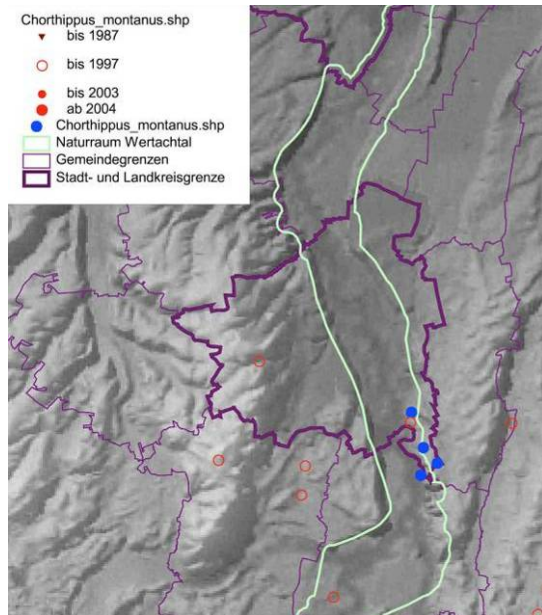 Chorthippus_montanus.shp
bis 1987
bis 1997
bis 2003
ab 2004
Chorthippus_montanus.shp
Naturraum Wertachtal
Gemeindegrenzen
Stadt- und Landkreisgrenze